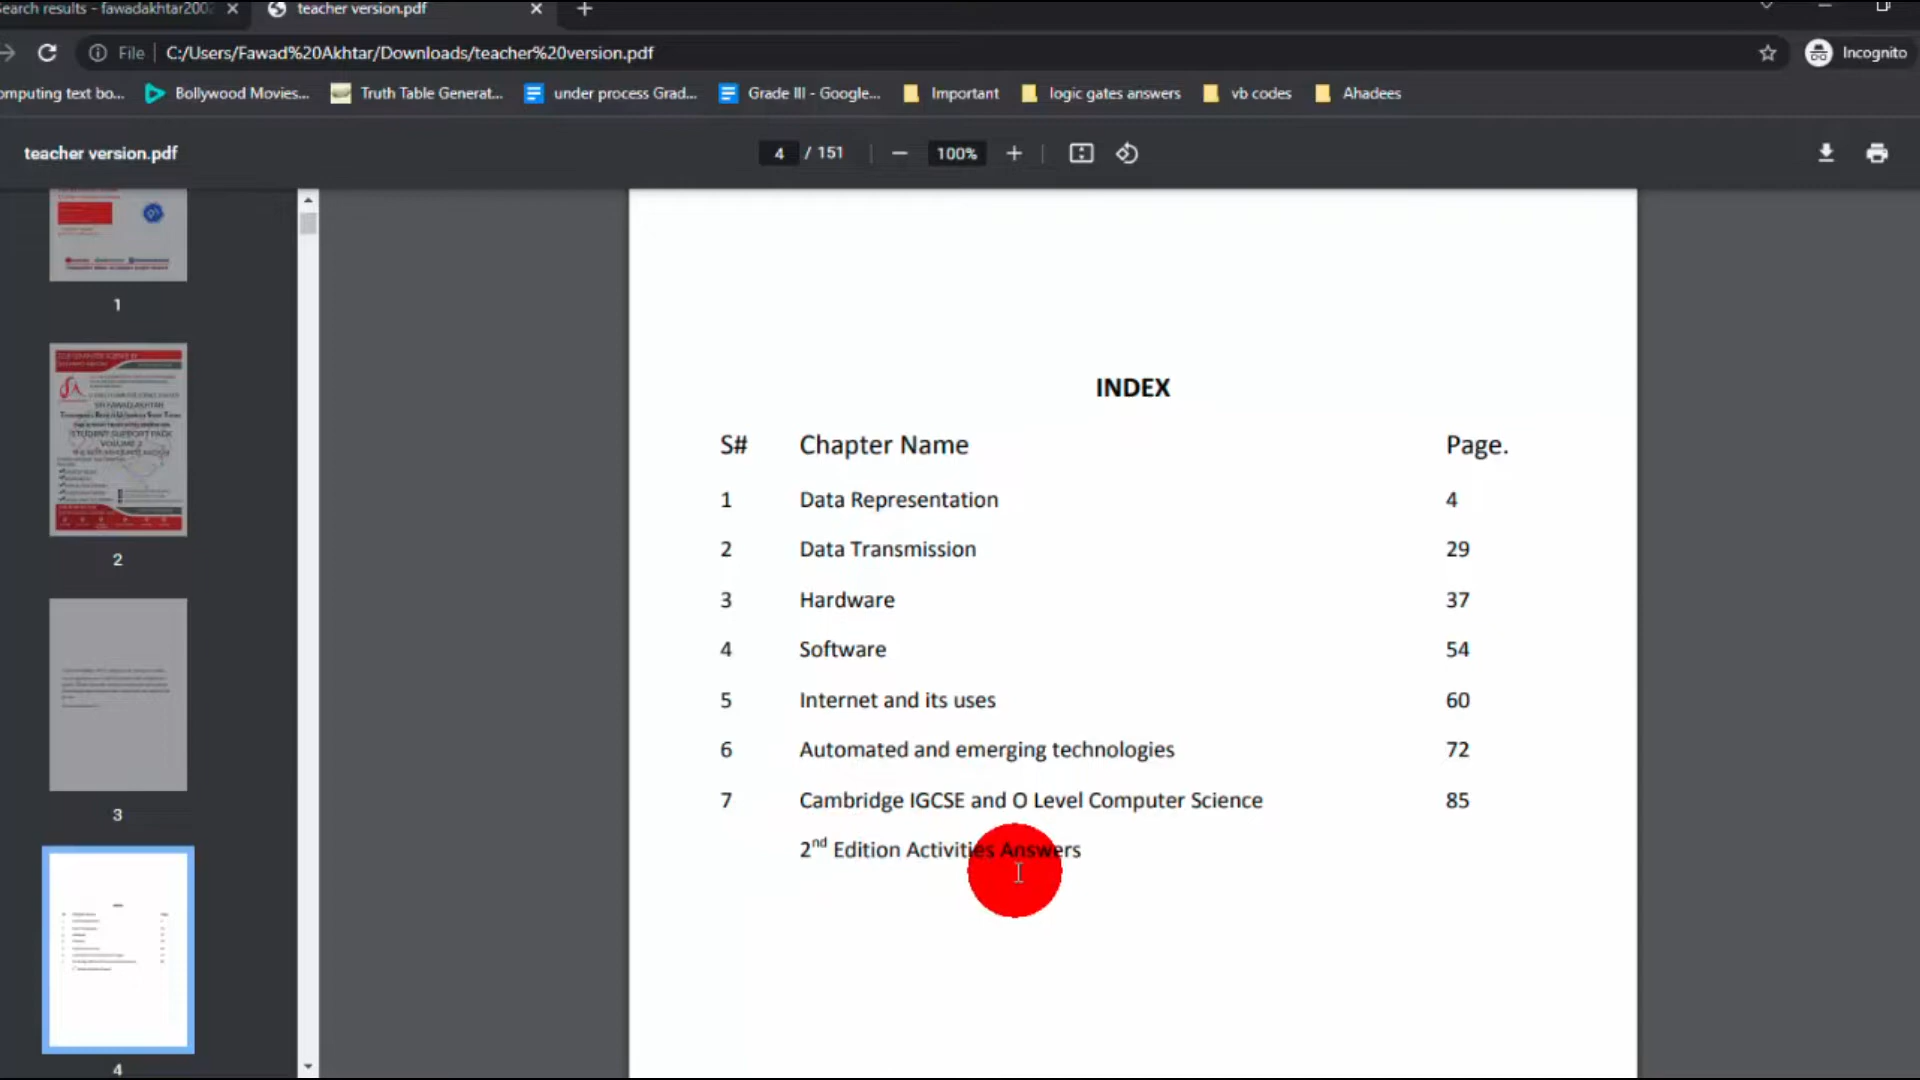 Search results - fawadakhtar200
teacher version.pdf
File
C:/Users/Fawad%20Akhtar/Downloads/teacher%20version.pdf
Incognito
omputing text bo...
Bollywood Movies...
Truth Table Generat...
under process Grad...
Grade III - Google...
Important
logic gates answers
vb codes
Ahadees
teacher version.pdf
4 / 151
100%
1
2
3
4
INDEX
S# Chapter Name Page.
1 Data Representation 4
2 Data Transmission 29
3 Hardware 37
4 Software 54
5 Internet and its uses 60
6 Automated and emerging technologies 72
7 Cambridge IGCSE and O Level Computer Science 85
2nd Edition Activities Answers